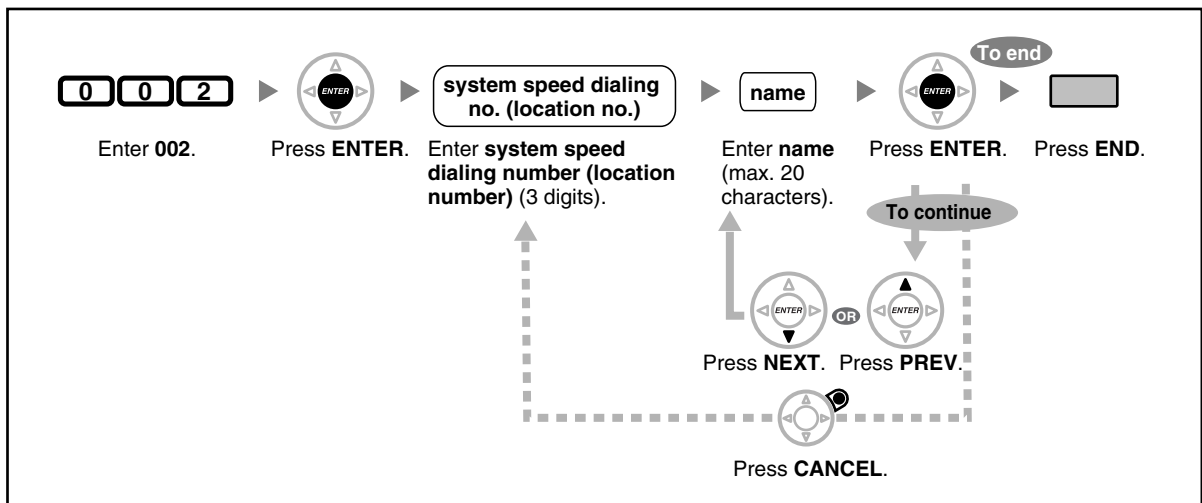 To end
0 0 2
ENTER
system speed dialing
no. (location no.)
name
ENTER
Enter 002.
Press ENTER.
Enter system speed
dialing number (location
number) (3 digits).
Enter name
(max. 20
characters).
Press ENTER.
Press END.
To continue
ENTER
OR
ENTER
Press NEXT.
Press PREV.
Press CANCEL.